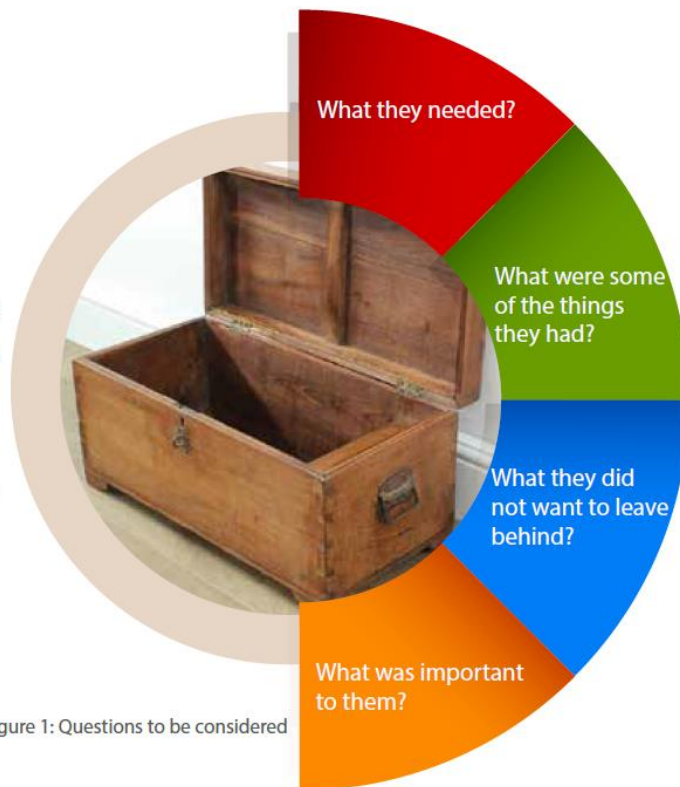 What they needed?
What were some
of the things
they had?
What they did
not want to leave
behind?
What was important
to them?
gure 1: Questions to be considered